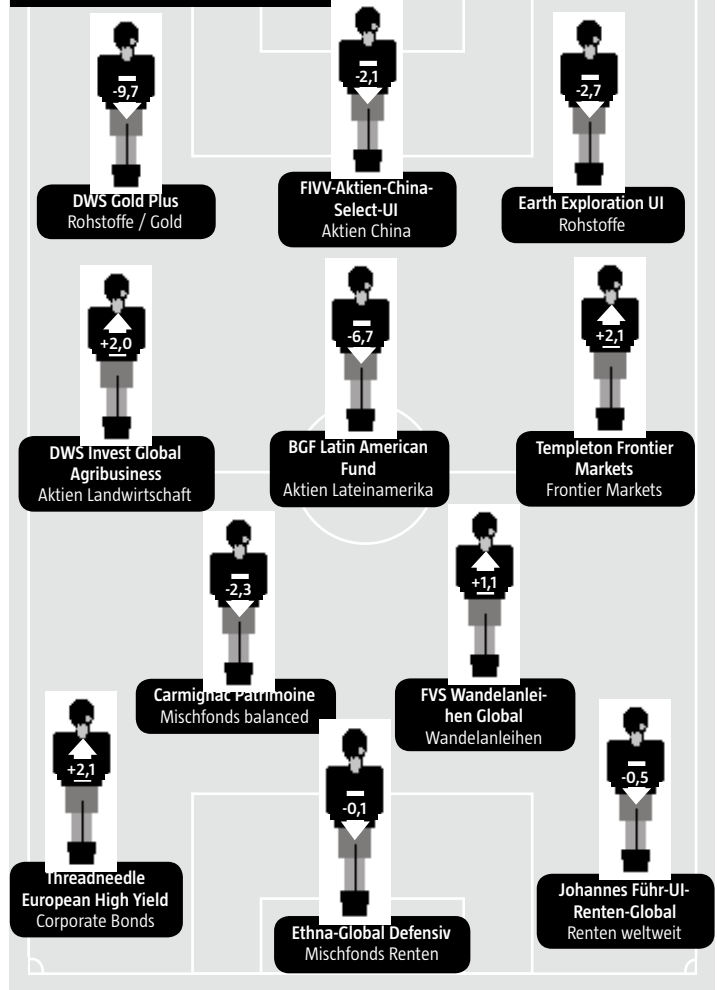 -9,7
DWS Gold Plus
Rohstoffe / Gold
-2,1
FIVV-Aktien-China-
Select-UI
Aktien China
-2,7
Earth Exploration UI
Rohstoffe
+2,0
DWS Invest Global
Agribusiness
Aktien Landwirtschaft
-6,7
BGF Latin American
Fund
Aktien Lateinamerika
+2,1
Templeton Frontier
Markets
Frontier Markets
-2,3
Carmignac Patrimoine
Mischfonds balanced
+1,1
FVS Wandelanlei-
hen Global
Wandelanleihen
+2,1
Threadneedle
European High Yield
Corporate Bonds
-0,1
Ethna-Global Defensiv
Mischfonds Renten
-0,5
Johannes Führ-UI-
Renten-Global
Renten weltweit